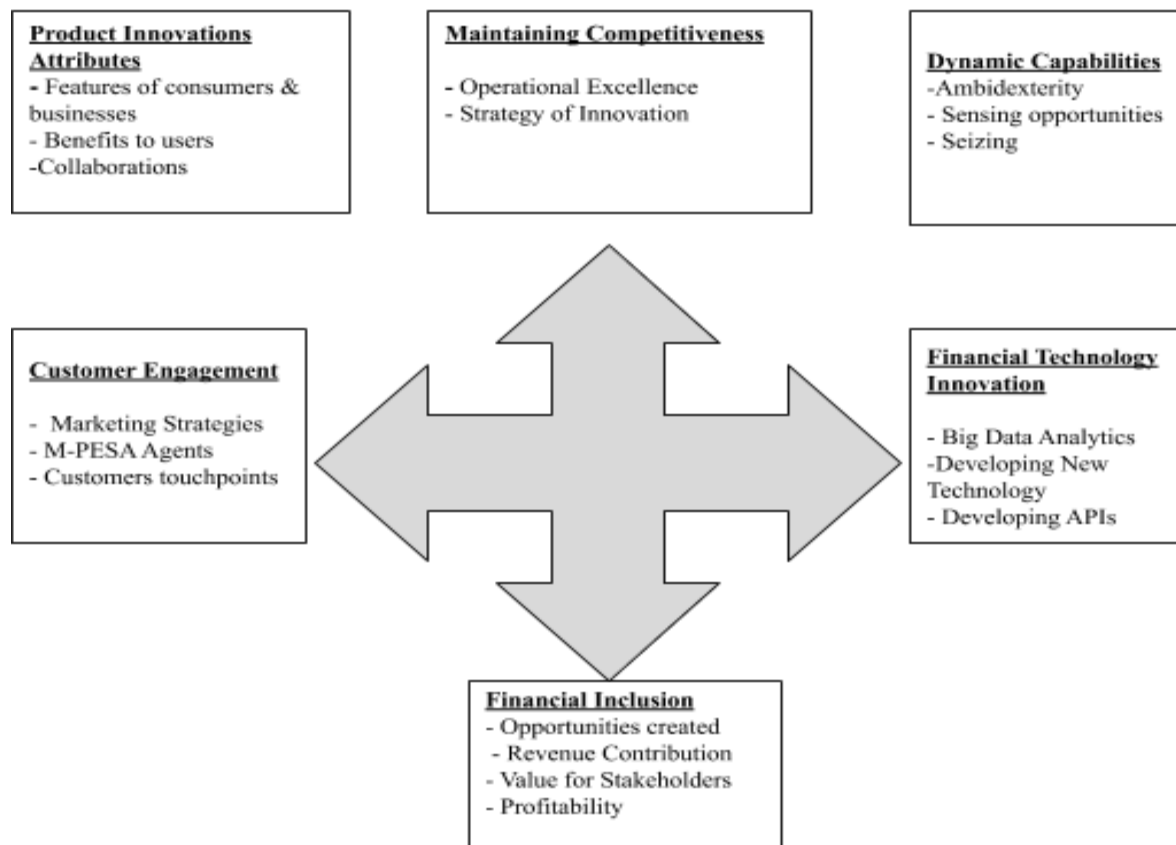 Product Innovations
Attributes
- Features of consumers &
businesses
- Benefits to users
-Collaborations
Maintaining Competitiveness
- Operational Excellence
- Strategy of Innovation
Dynamic Capabilities
-Ambidexterity
- Sensing opportunities
- Seizing
Customer Engagement
- Marketing Strategies
- M-PESA Agents
- Customers touchpoints
Financial Technology
Innovation
- Big Data Analytics
-Developing New
Technology
- Developing APIs
Financial Inclusion
- Opportunities created
- Revenue Contribution
- Value for Stakeholders
- Profitability